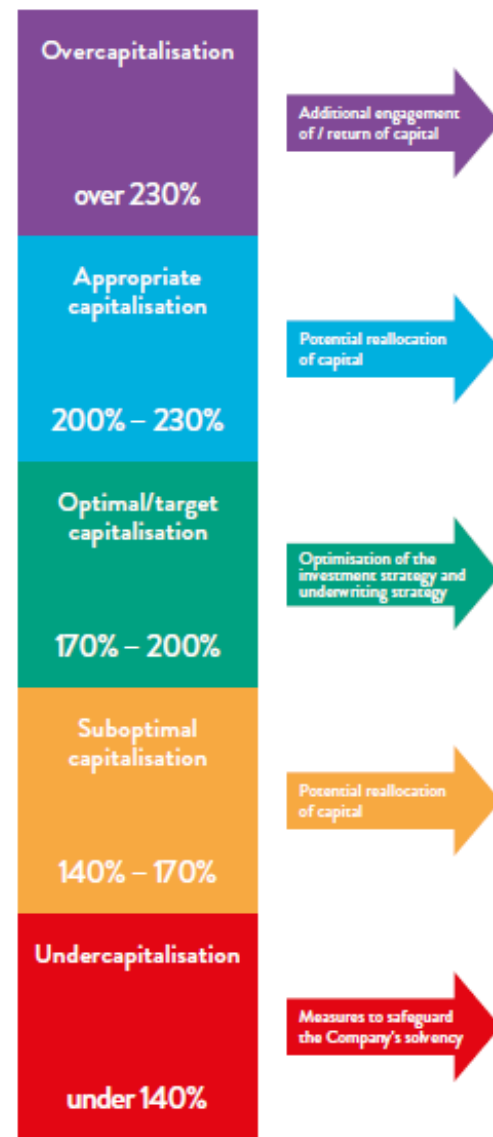 Overcapitalisation
over 230%
Additional engagement
of / return of capital
Appropriate
capitalisation
200% – 230%
Potential reallocation
of capital
Optimal/target
capitalisation
170% – 200%
Optimisation of the
investment strategy and
underwriting strategy
Suboptimal
capitalisation
140% – 170%
Potential reallocation
of capital
Undercapitalisation
under 140%
Measures to safeguard
the Company's solvency